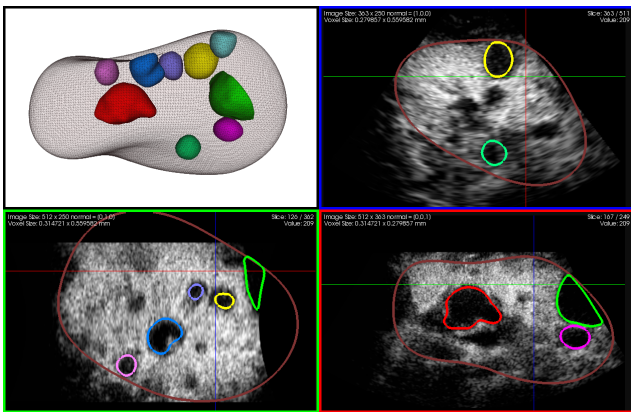 Image Size: 363 x 250 normal = (1,0,0)
Voxel Size: 0.279857 x 0.559582 mm
Slice: 363 / 511
Value: 209
Image Size: 512 x 250 normal = (0,1,0)
Voxel Size: 0.314721 x 0.559582 mm
Slice: 126 / 362
Value: 209
Image Size: 512 x 363 normal = (0,0,1)
Voxel Size: 0.314721 x 0.279857 mm
Slice: 167 / 249
Value: 209